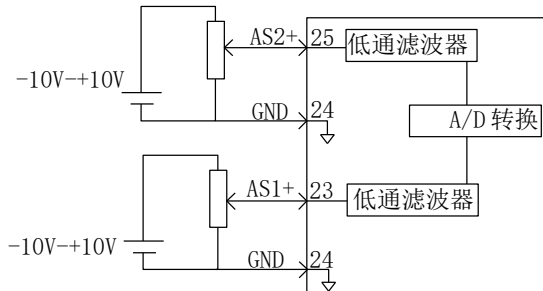 AS2+ 25 低通滤波器
-10V-+10V
GND 24
A/D 转换
AS1+ 23 低通滤波器
-10V-+10V
GND 24